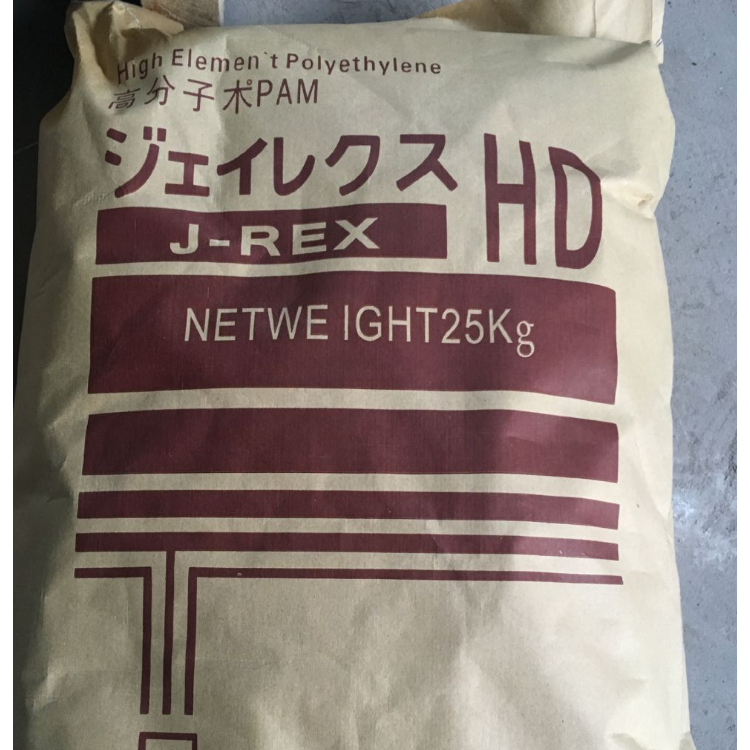 High Elemen`t Polyethylene
高分子术PAM
ジェイレクス HD
J-REX
NETWE IGHT25Kg